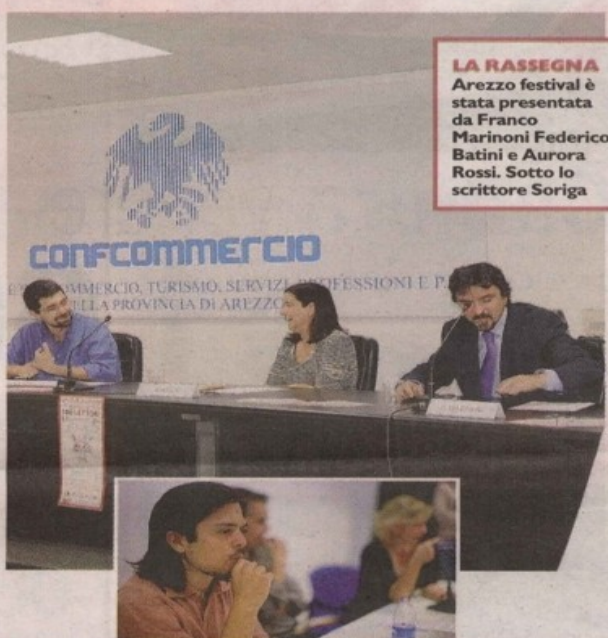 LA RASSEGNA
Arezzo festival è
stata presentata
da Franco
Marinoni Federico
Batini e Aurora
Rossi. Sotto lo
scrittore Soriga
CONFCOMMERCIO
COMMERCIO, TURISMO, SERVIZI, PROFESSIONI E P
DELLA PROVINCIA DI AREZZO